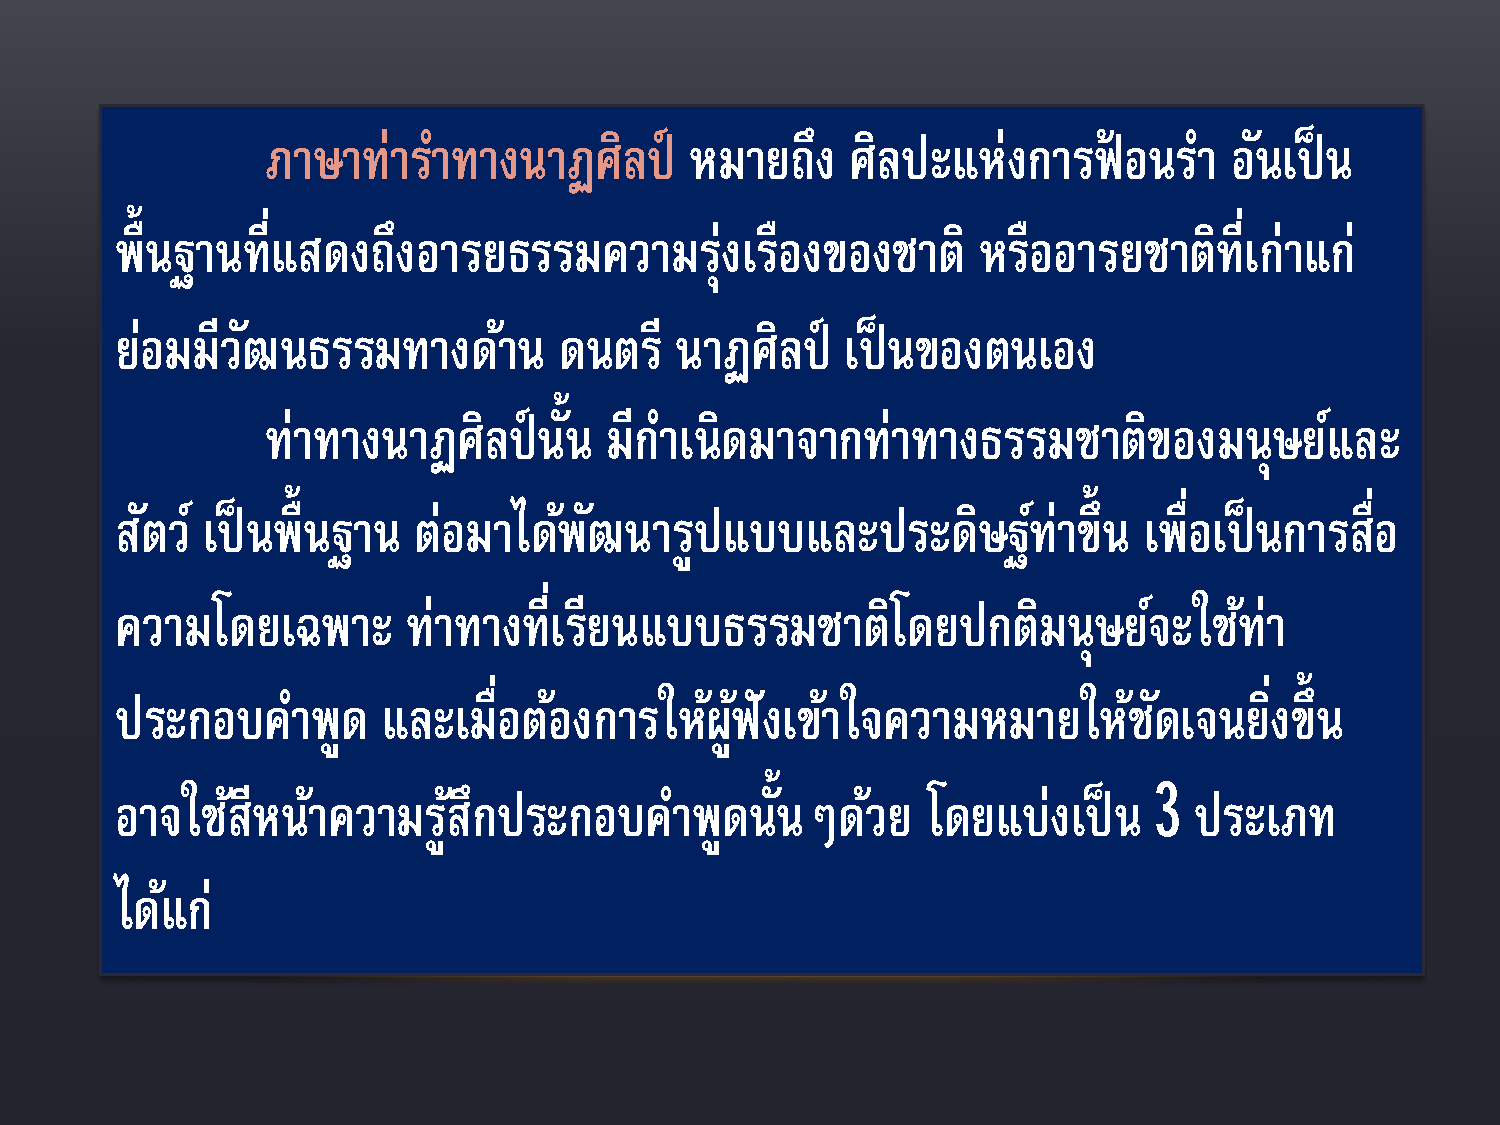 ภาษาท่ารำทางนาฏศิลป์ หมายถึง ศิลปะแห่งการฟ้อนรำ อันเป็น
พื้นฐานที่แสดงถึงอารยธรรมความรุ่งเรืองของชาติ หรืออารยชาติที่เก่าแก่
ย่อมมีวัฒนธรรมทางด้าน ดนตรี นาฏศิลป์ เป็นของตนเอง
ท่าทางนาฏศิลป์นั้น มีกำเนิดมาจากท่าทางธรรมชาติของมนุษย์และ
สัตว์ เป็นพื้นฐาน ต่อมาได้พัฒนารูปแบบและประดิษฐ์ท่าขึ้น เพื่อเป็นการสื่อ
ความโดยเฉพาะ ท่าทางที่เรียนแบบธรรมชาติโดยปกติมนุษย์จะใช้ท่า
ประกอบคำพูด และเมื่อต้องการให้ผู้ฟังเข้าใจความหมายให้ชัดเจนยิ่งขึ้น
อาจใช้สีหน้าความรู้สึกประกอบคำพูดนั้น ๆด้วย โดยแบ่งเป็น 3 ประเภท
ได้แก่